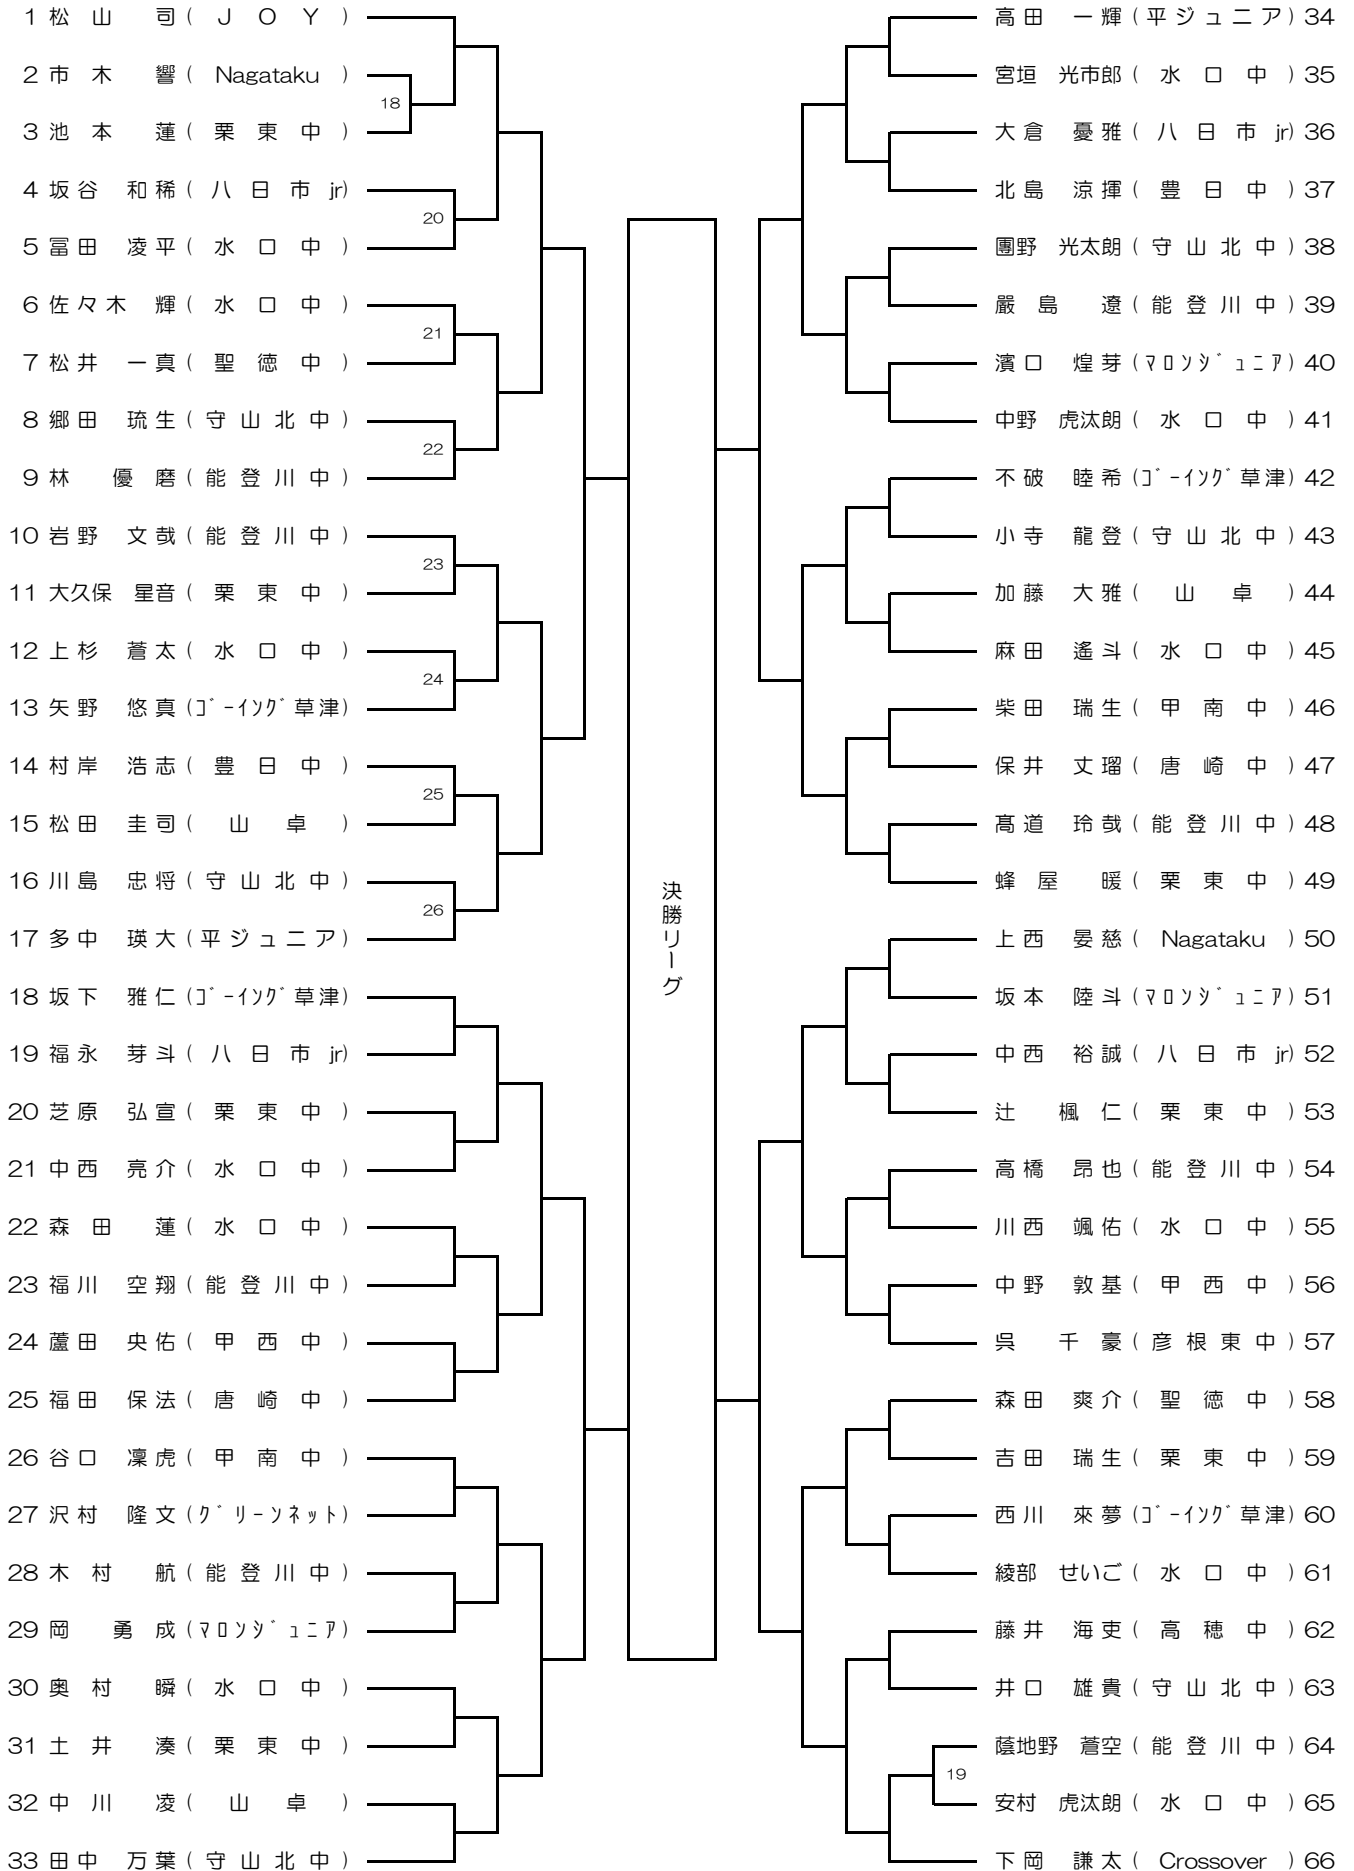 1 松山 司 (JOY)
2 市木 響 (Nagataku)
18
3 池本 蓮 (栗東中)
4 坂谷 和稀 (八日市jr)
20
5 冨田 凌平 (水口中)
6 佐々木 輝 (水口中)
21
7 松井 一真 (聖徳中)
8 郷田 琉生 (守山北中)
22
9 林 優磨 (能登川中)
10 岩野 文哉 (能登川中)
23
11 大久保 星音 (栗東中)
12 上杉 蒼太 (水口中)
24
13 矢野 悠真 (ゴーイング草津)
14 村岸 浩志 (豊日中)
25
15 松田 圭司 (山卓)
16 川島 忠将 (守山北中)
26
17 多中 瑛大 (平ジュニア)
18 坂下 雅仁 (ゴーイング草津)
19 福永 芽斗 (八日市jr)
20 芝原 弘宣 (栗東中)
21 中西 亮介 (水口中)
22 森田 蓮 (水口中)
23 福川 空翔 (能登川中)
24 蘆田 央佑 (甲西中)
25 福田 保法 (唐崎中)
26 谷口 凜虎 (甲南中)
27 沢村 隆文 (グリーンネット)
28 木村 航 (能登川中)
29 岡 勇成 (マロンジュニア)
30 奥村 瞬 (水口中)
31 土井 湊 (栗東中)
32 中川 凌 (山卓)
33 田中 万葉 (守山北中)
決勝リーグ
高田 一輝 (平ジュニア) 34
宮垣 光市郎 (水口中) 35
大倉 憂雅 (八日市jr) 36
北島 涼揮 (豊日中) 37
團野 光太朗 (守山北中) 38
嚴島 遼 (能登川中) 39
濱口 煌芽 (マロンジュニア) 40
中野 虎汰朗 (水口中) 41
不破 睦希 (ゴーイング草津) 42
小寺 龍登 (守山北中) 43
加藤 大雅 (山卓) 44
麻田 遙斗 (水口中) 45
柴田 瑞生 (甲南中) 46
保井 丈瑠 (唐崎中) 47
髙道 玲哉 (能登川中) 48
蜂屋 暖 (栗東中) 49
上西 晏慈 (Nagataku) 50
坂本 陸斗 (マロンジュニア) 51
中西 裕誠 (八日市jr) 52
辻 楓仁 (栗東中) 53
高橋 昂也 (能登川中) 54
川西 颯佑 (水口中) 55
中野 敦基 (甲西中) 56
呉 千豪 (彦根東中) 57
森田 爽介 (聖徳中) 58
吉田 瑞生 (栗東中) 59
西川 來夢 (ゴーイング草津) 60
綾部 せいご (水口中) 61
藤井 海吏 (高穂中) 62
井口 雄貴 (守山北中) 63
蔭地野 蒼空 (能登川中) 64
19
安村 虎汰朗 (水口中) 65
下岡 謙太 (Crossover) 66